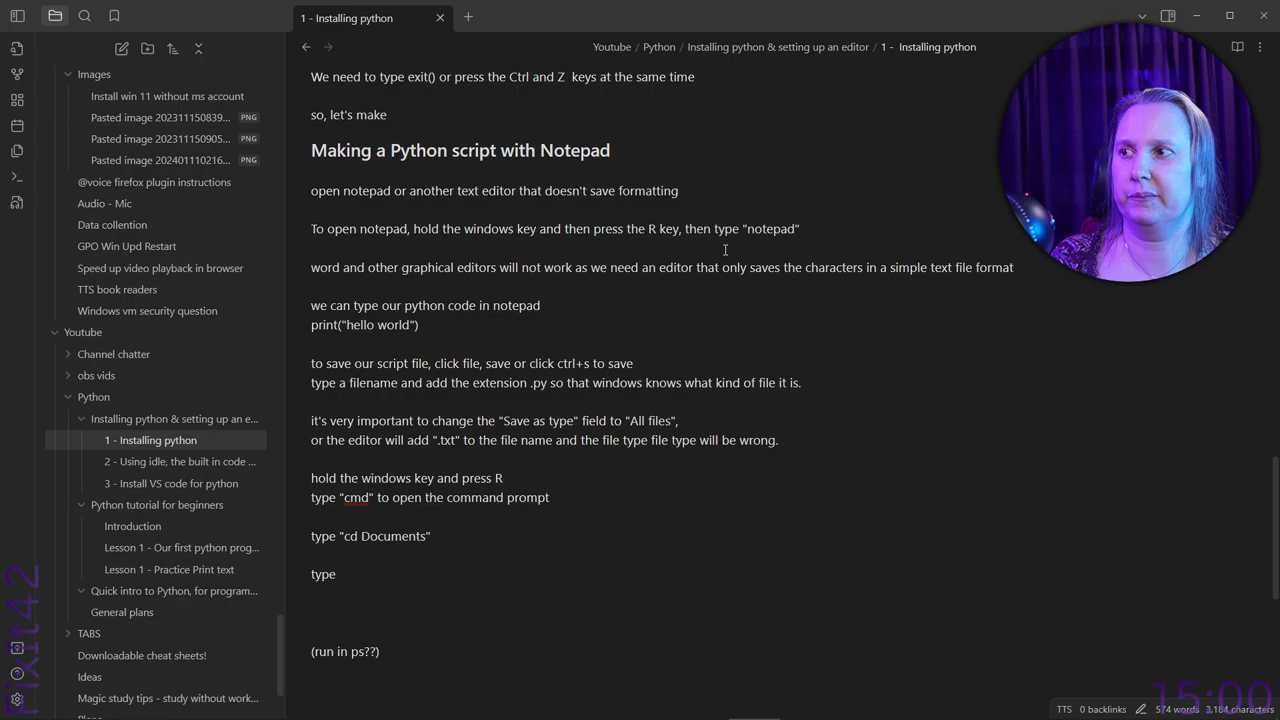 1 - Installing python
Youtube / Python / Installing python & setting up an editor / 1 - Installing python
Images
Install win 11 without ms account
Pasted image 202311150839... PNG
Pasted image 202311150905... PNG
Pasted image 202401110216... PNG
@voice firefox plugin instructions
Audio - Mic
Data collention
GPO Win Upd Restart
Speed up video playback in browser
TTS book readers
Windows vm security question
Youtube
Channel chatter
obs vids
Python
Installing python & setting up an e...
1 - Installing python
2 - Using idle, the built in code ...
3 - Install VS code for python
Python tutorial for beginners
Introduction
Lesson 1 - Our first python prog...
Lesson 1 - Practice Print text
Quick intro to Python, for program...
General plans
TABS
Downloadable cheat sheets!
Ideas
Magic study tips - study without work...
We need to type exit() or press the Ctrl and Z keys at the same time
so, let's make
Making a Python script with Notepad
open notepad or another text editor that doesn't save formatting
To open notepad, hold the windows key and then press the R key, then type "notepad"
word and other graphical editors will not work as we need an editor that only saves the characters in a simple text file format
we can type our python code in notepad
print("hello world")
to save our script file, click file, save or click ctrl+s to save
type a filename and add the extension .py so that windows knows what kind of file it is.
it's very important to change the "Save as type" field to "All files",
or the editor will add ".txt" to the file name and the file type file type will be wrong.
hold the windows key and press R
type "cmd" to open the command prompt
type "cd Documents"
type
(run in ps??)
Fixit42
15:00
TTS 0 backlinks 574 words 3,184 characters